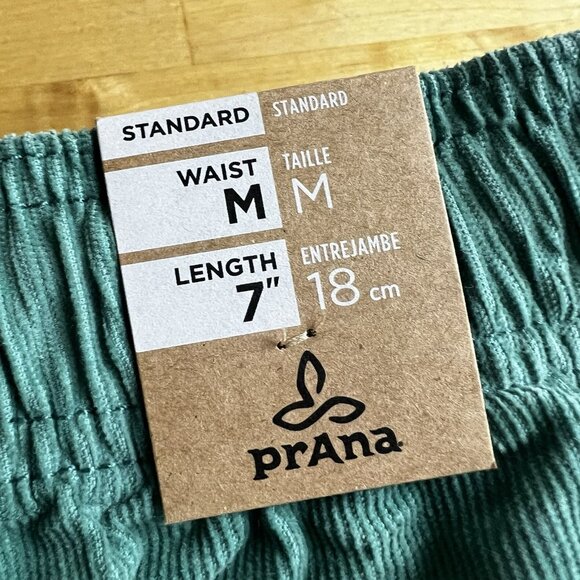 STANDARD STANDARD
WAIST TAILLE
M M
LENGTH ENTREJAMBE
7" 18 cm
prAna